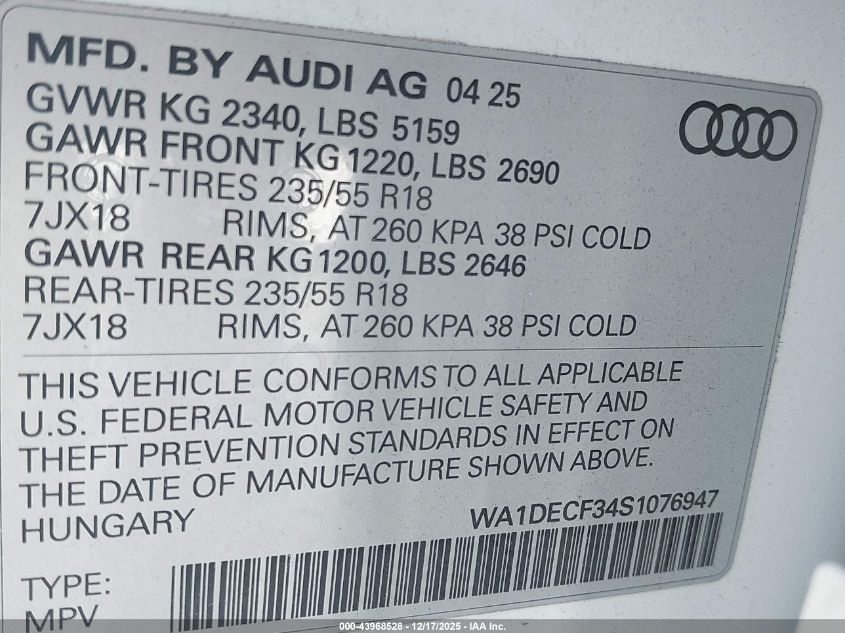 MFD. BY AUDI AG 04 25
GVWR KG 2340, LBS 5159
GAWR FRONT KG 1220, LBS 2690
FRONT-TIRES 235/55 R18
7JX18 RIMS, AT 260 KPA 38 PSI COLD
GAWR REAR KG 1200, LBS 2646
REAR-TIRES 235/55 R18
7JX18 RIMS, AT 260 KPA 38 PSI COLD
THIS VEHICLE CONFORMS TO ALL APPLICABLE
U.S. FEDERAL MOTOR VEHICLE SAFETY AND
THEFT PREVENTION STANDARDS IN EFFECT ON
THE DATE OF MANUFACTURE SHOWN ABOVE.
HUNGARY WA1DECF34S1076947
TYPE:
MPV
000-43968528 - 12/17/2025 - IAA Inc.